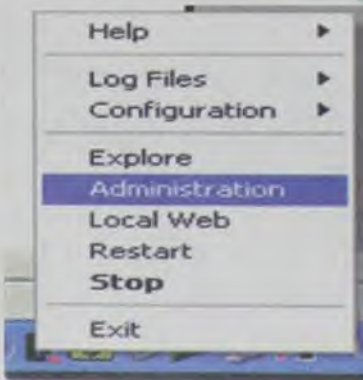 Help
Log Files
Configuration
Explore
Administration
Local Web
Restart
Stop
Exit